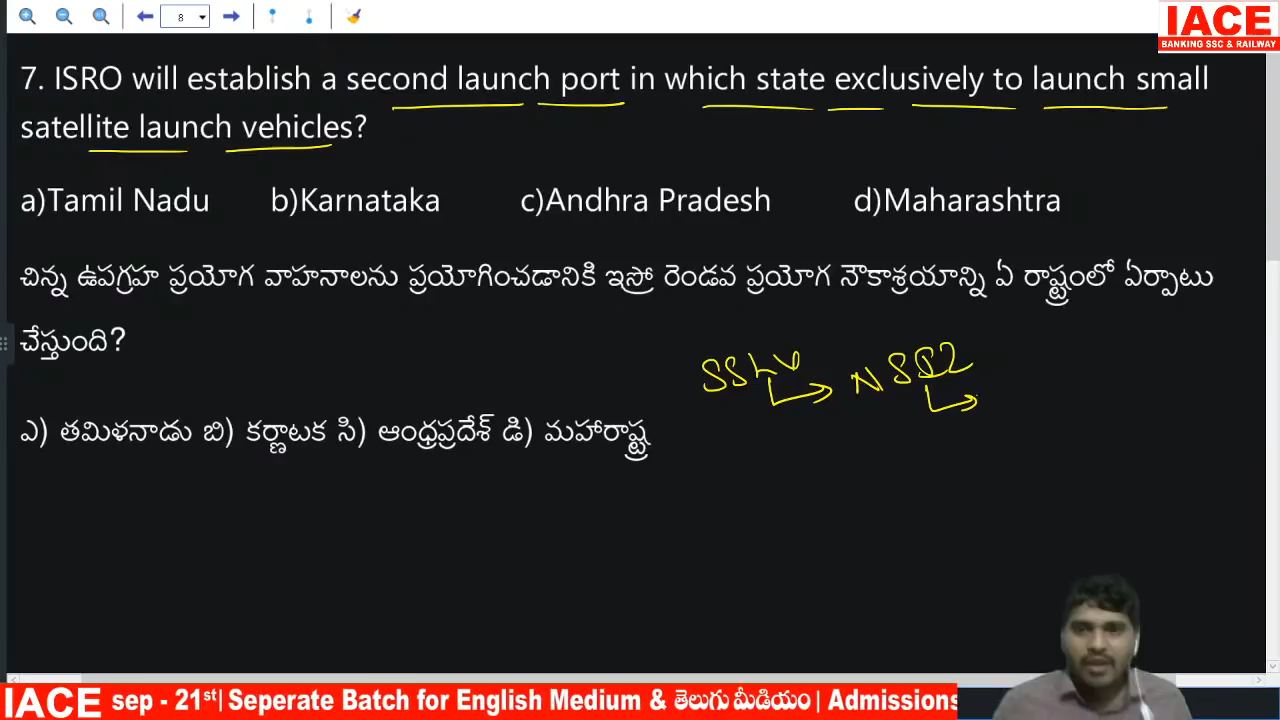 8
IACE
BANKING SSC & RAILWAY
7. ISRO will establish a second launch port in which state exclusively to launch small
satellite launch vehicles?
a)Tamil Nadu b)Karnataka c)Andhra Pradesh d)Maharashtra
చిన్న ఉపగ్రహ ప్రయోగ వాహనాలను ప్రయోగించడానికి ఇస్రో రెండవ ప్రయోగ నౌకాశ్రయాన్ని ఏ రాష్ట్రంలో ఏర్పాటు
చేస్తుంది?
SSLV
ఎ) తమిళనాడు బి) కర్ణాటక సి) ఆంధ్రప్రదేశ్ డి) మహారాష్ట్ర
IACE sep - 21st| Seperate Batch for English Medium & తెలుగు మీడియం | Admissions